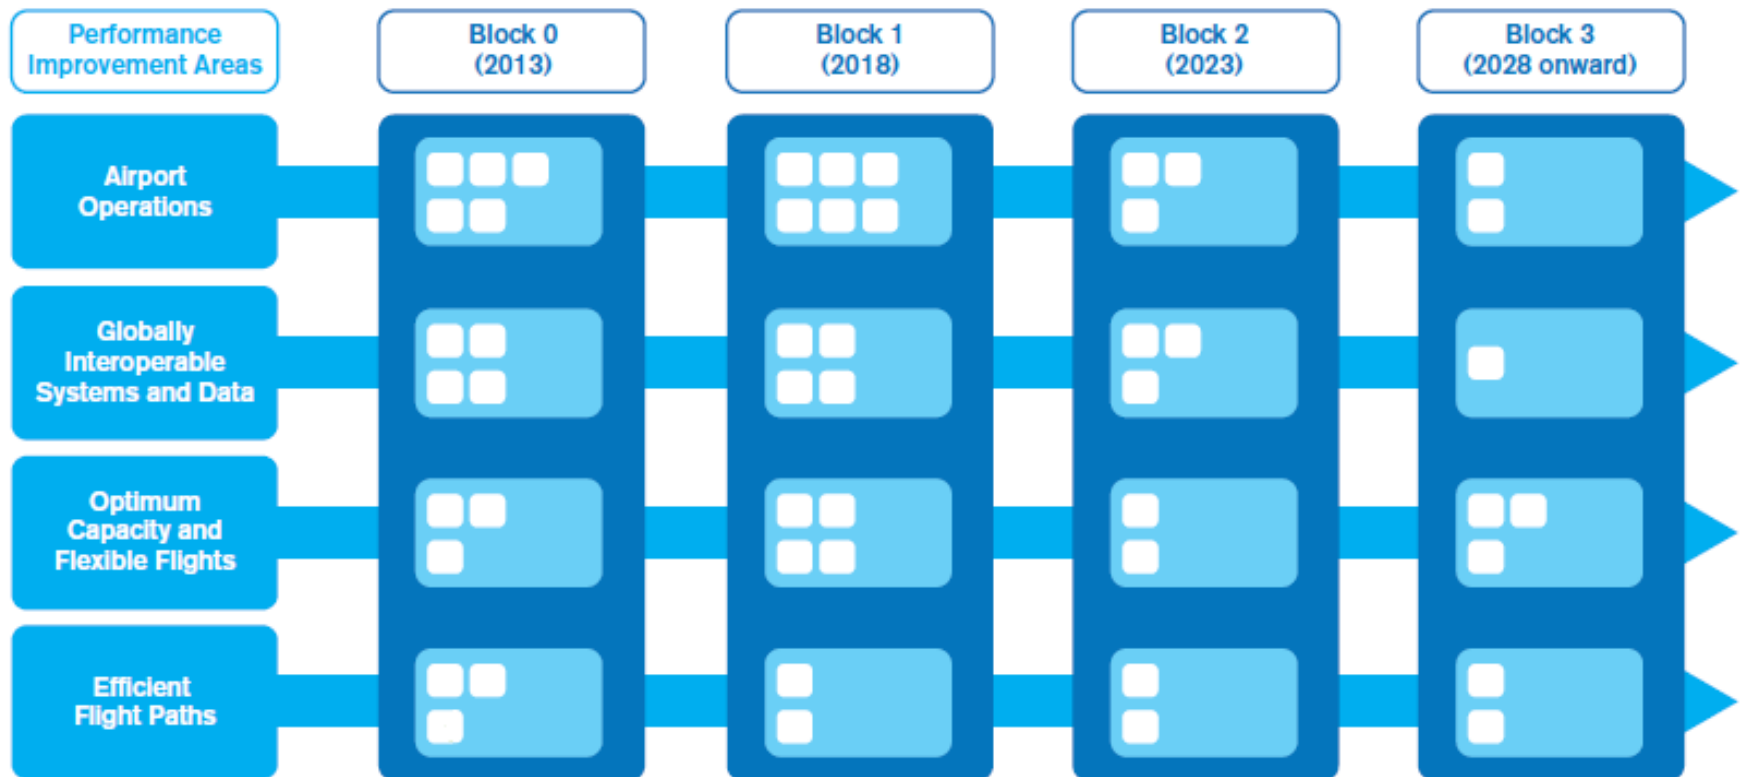 Performance
Improvement Areas
Block 0
(2013)
Block 1
(2018)
Block 2
(2023)
Block 3
(2028 onward)
Airport
Operations
Globally
Interoperable
Systems and Data
Optimum
Capacity and
Flexible Flights
Efficient
Flight Paths